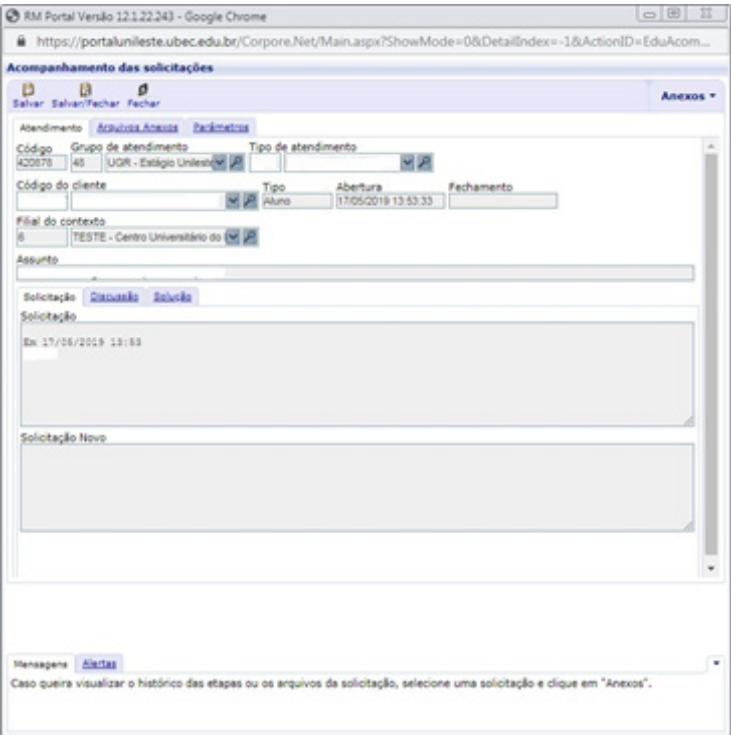 RM Portal Versão 12.1.22.243 - Google Chrome
https://portalunileste.ubec.edu.br/Corpore.Net/Main.aspx?ShowMode=0&DetailIndex=-1&ActionID=EduAcom...
Acompanhamento das solicitações
Salvar Salvar/Fechar Fechar Anexos
Atendimento Arquivos Anexos Parâmetros
Código Grupo de atendimento Tipo de atendimento
420878 48 UGR - Estágio Unileste
Código do cliente Tipo Abertura Fechamento
Aluno 17/05/2019 13:53:33
Filial do contexto
6 TESTE - Centro Universitário do
Assunto
Solicitação Discussão Solução
Solicitação
Em 17/05/2019 13:53
Solicitação Novo
Mensagens Alertas
Caso queira visualizar o histórico das etapas ou os arquivos da solicitação, selecione uma solicitação e clique em "Anexos".